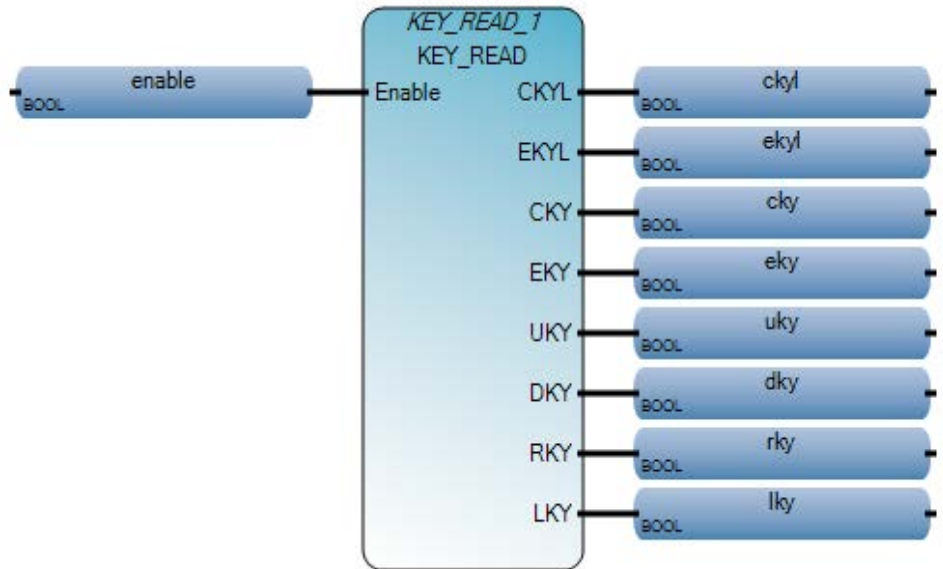 KEY_READ_1
KEY_READ
enable
BOOL
Enable
CKYL
ckyl
BOOL
EKYL
ekyl
BOOL
CKY
cky
BOOL
EKY
eky
BOOL
UKY
uky
BOOL
DKY
dky
BOOL
RKY
rky
BOOL
LKY
lky
BOOL